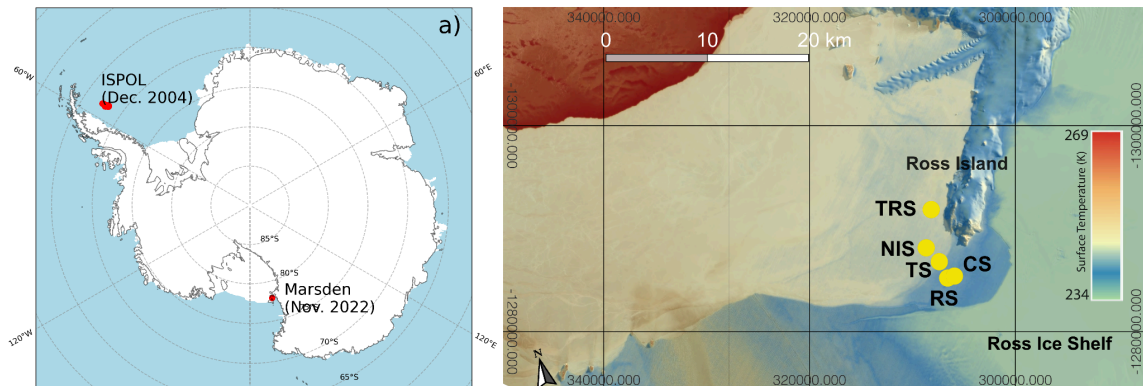 a)
60°W
60°E
ISPOL
(Dec. 2004)
85°S
80°S
Marsden
(Nov. 2022)
70°S
65°S
120°W
120°E
340000.000
320000.000
300000.000
0
10
20 km
-1300000.000
-1300000.000
269
Surface Temperature (K)
234
Ross Island
TRS
NIS
TS
CS
RS
Ross Ice Shelf
-1280000.000
-1280000.000
N
340000.000
320000.000
300000.000